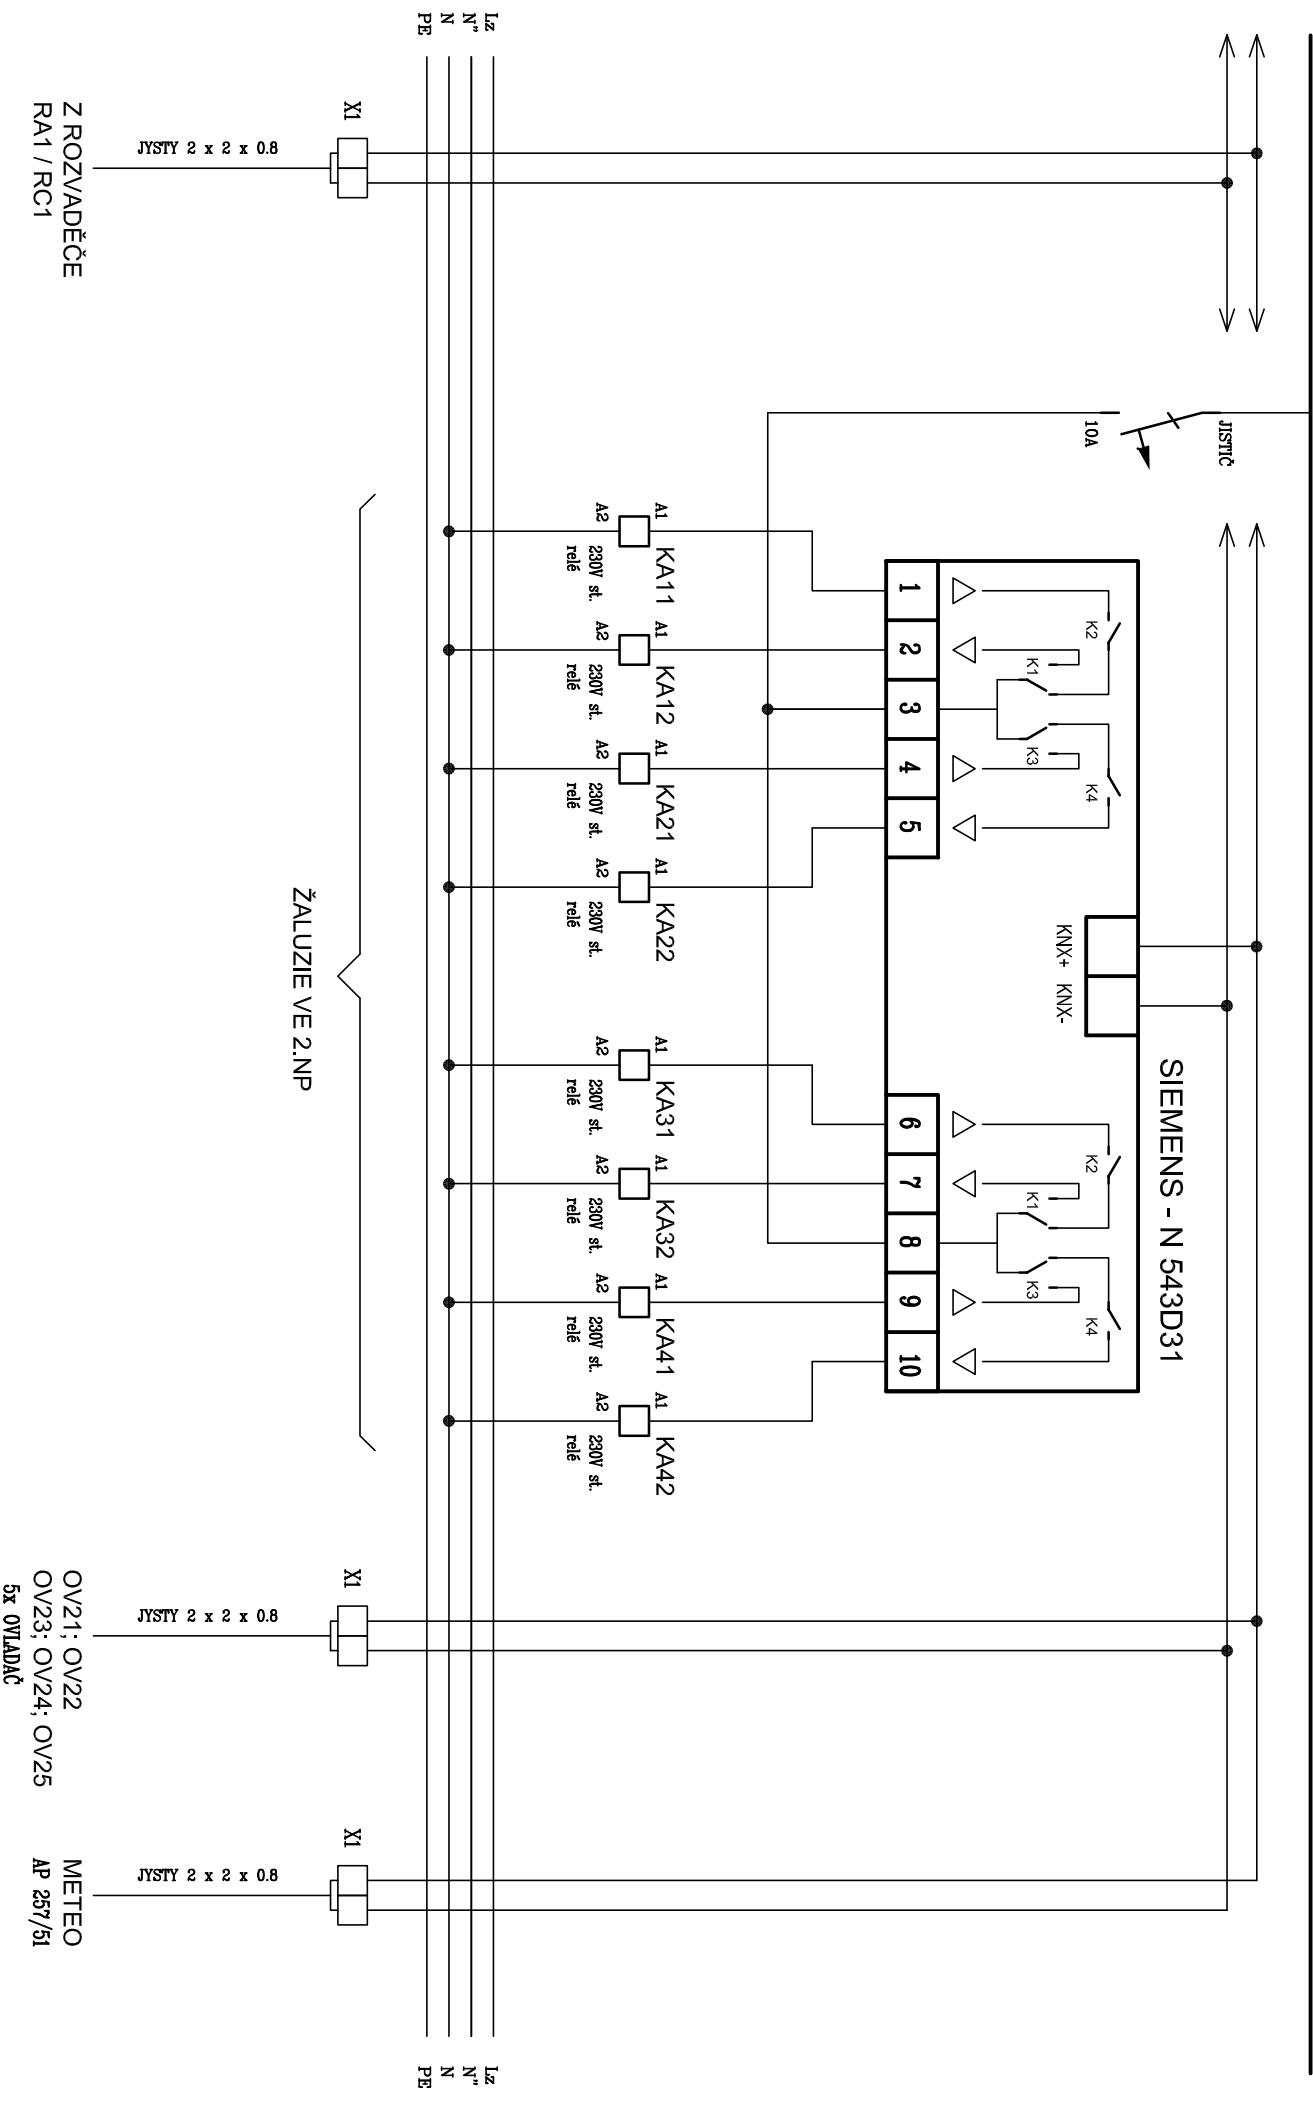 JISTIČ
10A
SIEMENS - N 543D31
KNX+ KNX-
K2
K1
K3
K4
K2
K1
K3
K4
1 2 3 4 5
6 7 8 9 10
A1
KA11
A2
230V st.
relé
A1
KA12
A2
230V st.
relé
A1
KA21
A2
230V st.
relé
A1
KA22
A2
230V st.
relé
A1
KA31
A2
230V st.
relé
A1
KA32
A2
230V st.
relé
A1
KA41
A2
230V st.
relé
A1
KA42
A2
230V st.
relé
Lz
N"
N
PE
Lz
N"
N
PE
X1
JYSTY 2 x 2 x 0.8
Z ROZVADĚČE
RA1 / RC1
ŽALUZIE VE 2.NP
X1
JYSTY 2 x 2 x 0.8
OV21; OV22
OV23; OV24; OV25
5x OVLADAČ
X1
JYSTY 2 x 2 x 0.8
METEO
AP 257/51